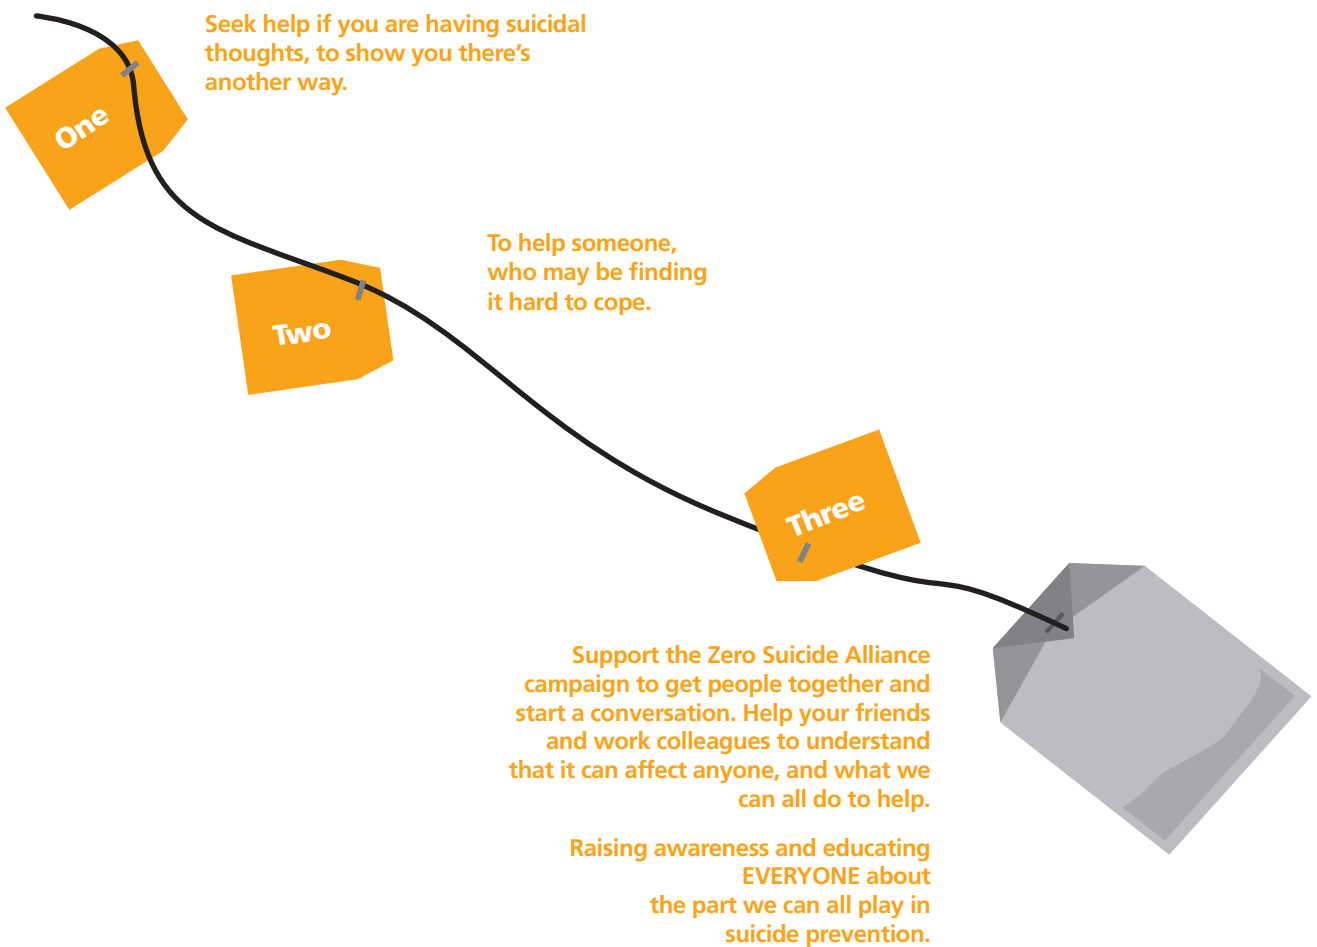 Seek help if you are having suicidal
thoughts, to show you there’s
another way.
One
To help someone,
who may be finding
it hard to cope.
Two
Three
Support the Zero Suicide Alliance
campaign to get people together and
start a conversation. Help your friends
and work colleagues to understand
that it can affect anyone, and what we
can all do to help.
Raising awareness and educating
EVERYONE about
the part we can all play in
suicide prevention.